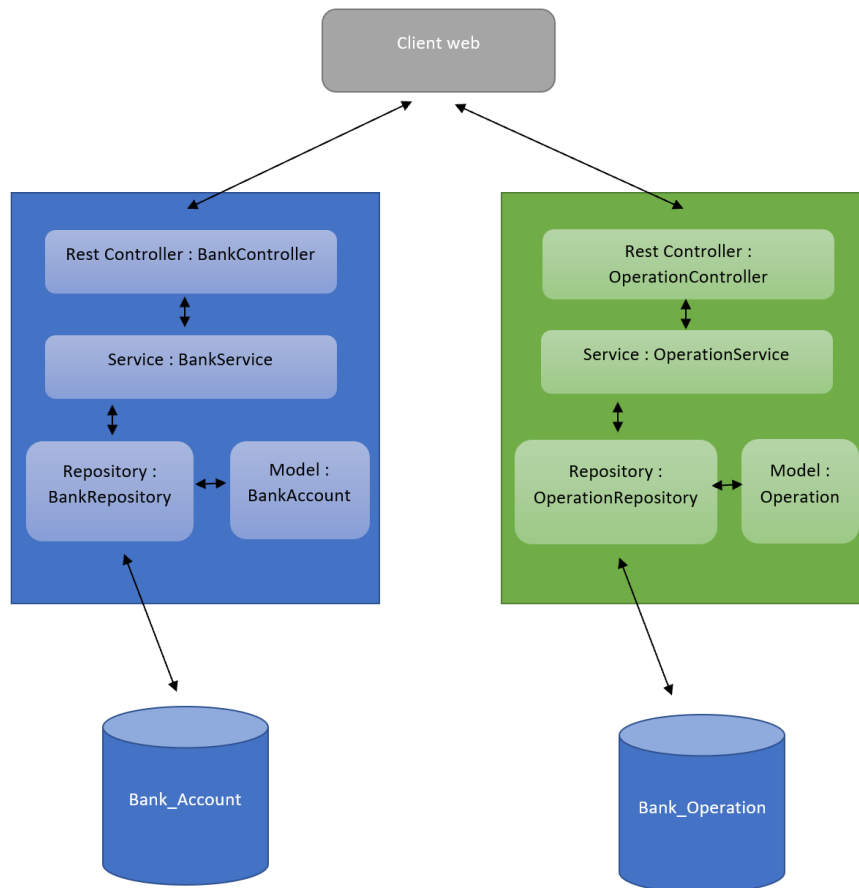 Client web
Rest Controller : BankController
Service : BankService
Repository :
BankRepository
Model :
BankAccount
Bank_Account
Rest Controller :
OperationController
Service : OperationService
Repository :
OperationRepository
Model :
Operation
Bank_Operation